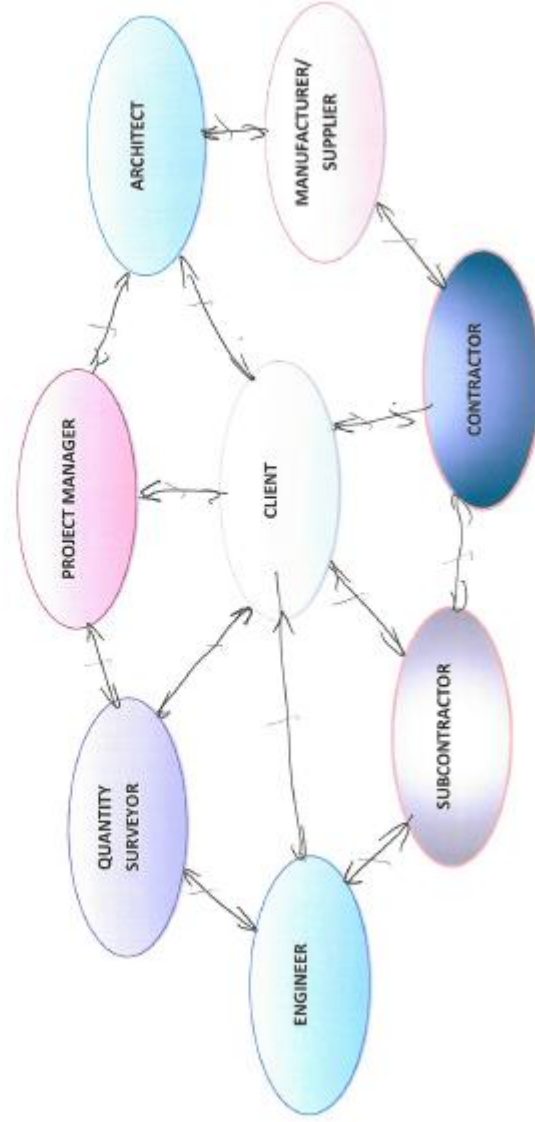 QUANTITY
SURVEYOR
PROJECT MANAGER
ARCHITECT
ENGINEER
CLIENT
MANUFACTURER/
SUPPLIER
SUBCONTRACTOR
CONTRACTOR